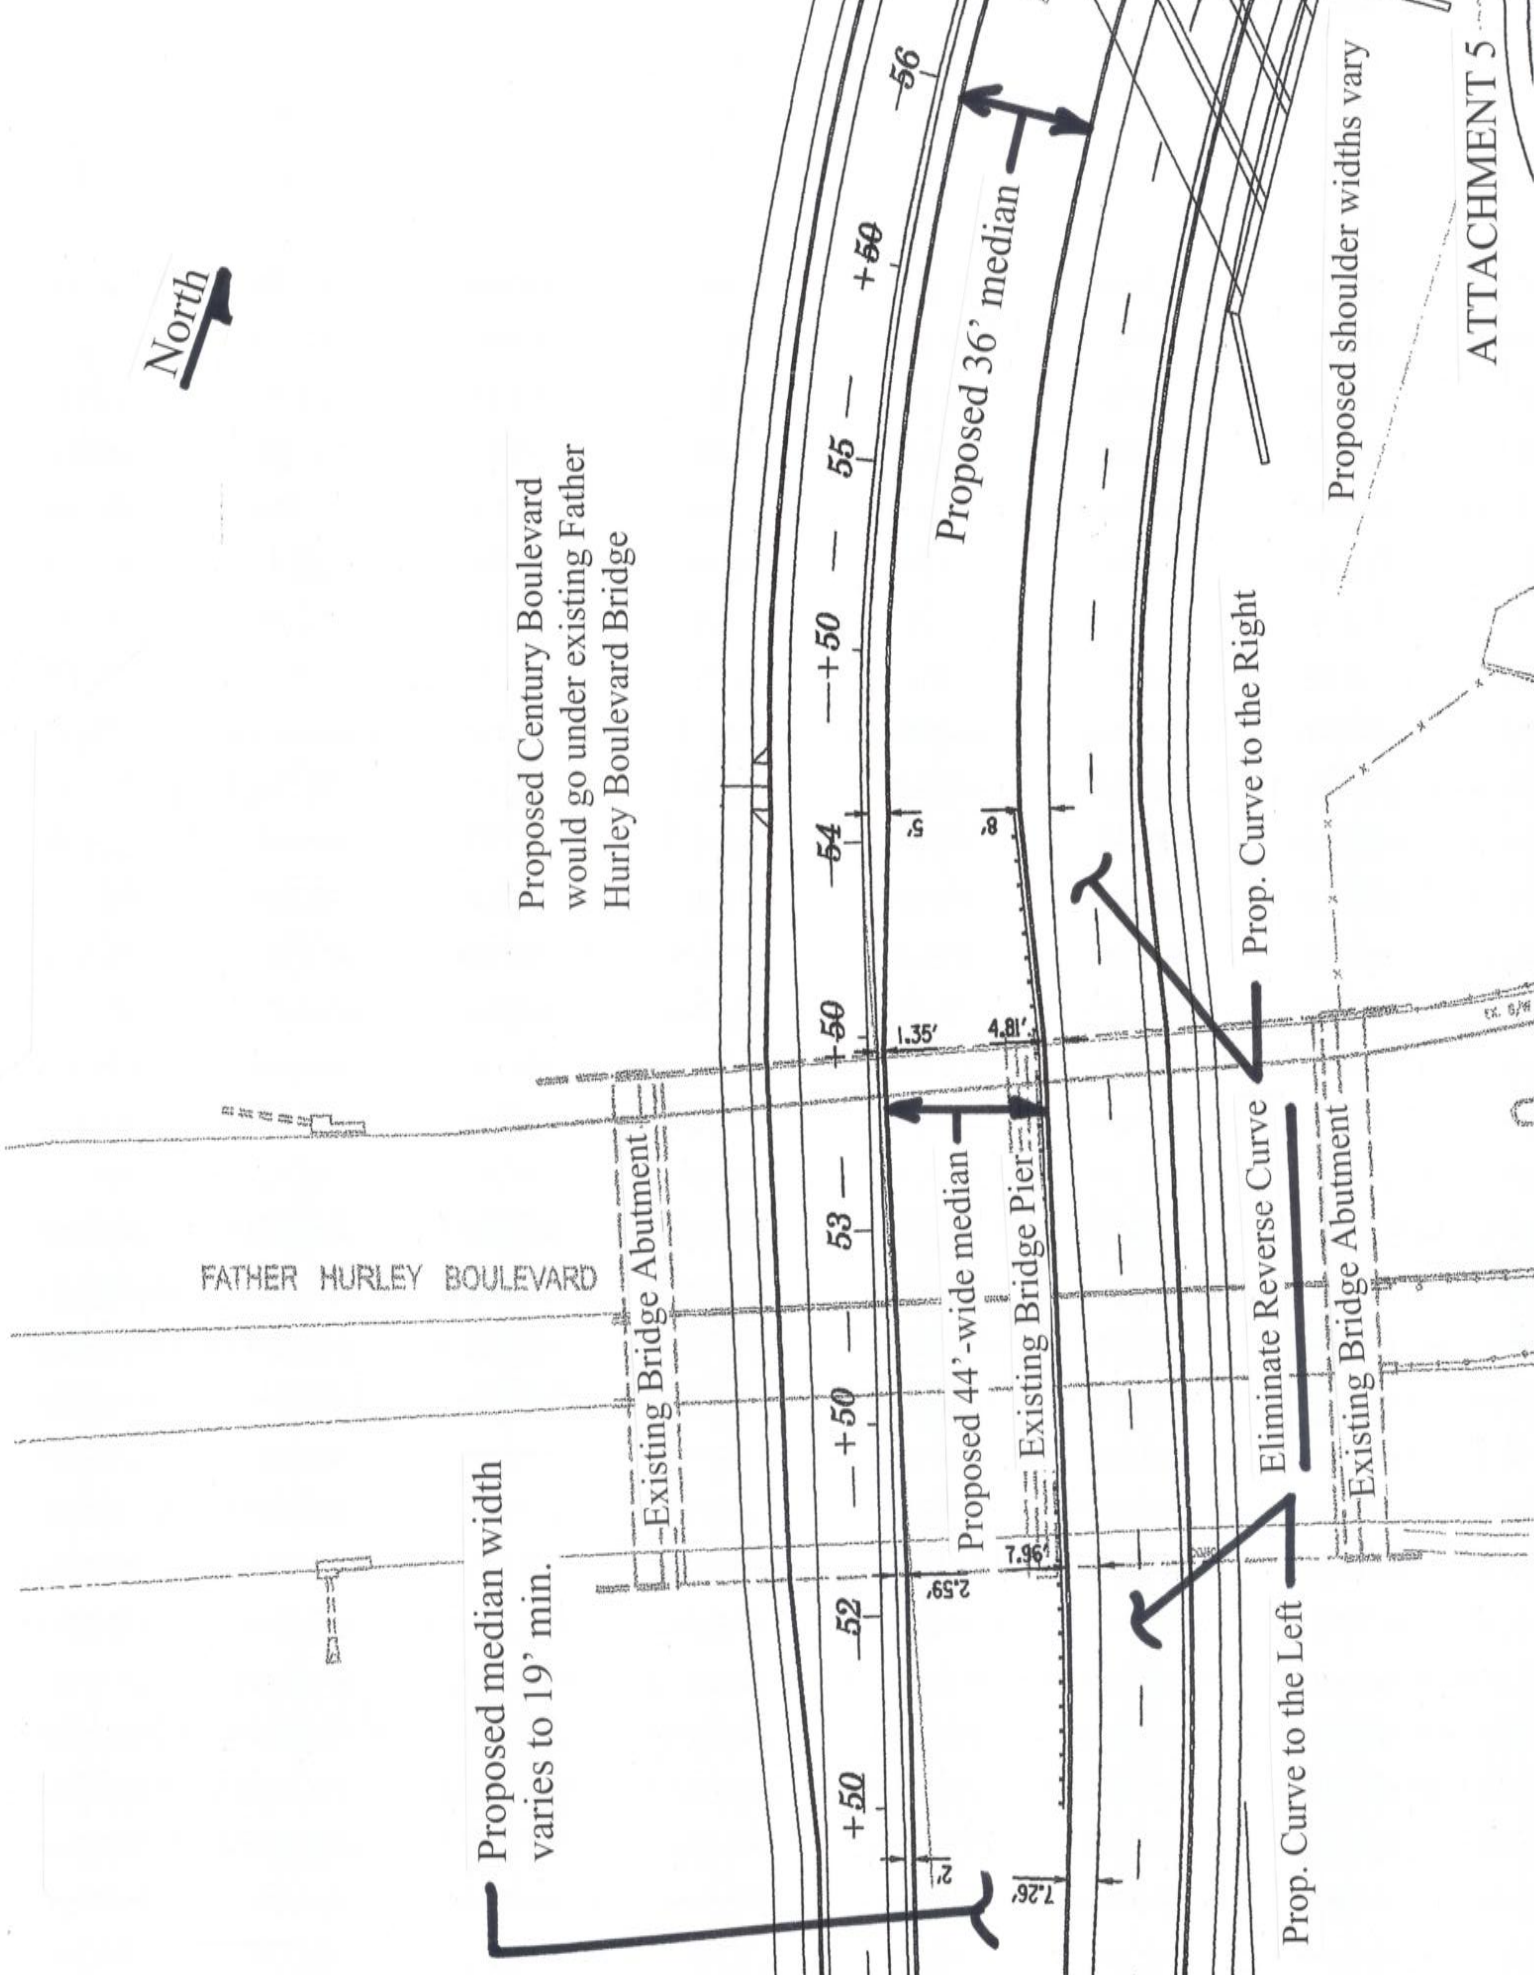 North
Proposed Century Boulevard
would go under existing Father
Hurley Boulevard Bridge
Proposed median width
varies to 19’ min.
FATHER HURLEY BOULEVARD
Existing Bridge Abutment
+50
52
+50
53
+50
54
+50
55
+50
56
2'
2.59'
1.35'
5'
Proposed 44’-wide median
Proposed 36’ median
7.26'
7.96'
4.81'
8'
Existing Bridge Pier
Prop. Curve to the Left
Eliminate Reverse Curve
Prop. Curve to the Right
Existing Bridge Abutment
Proposed shoulder widths vary
ATTACHMENT 5